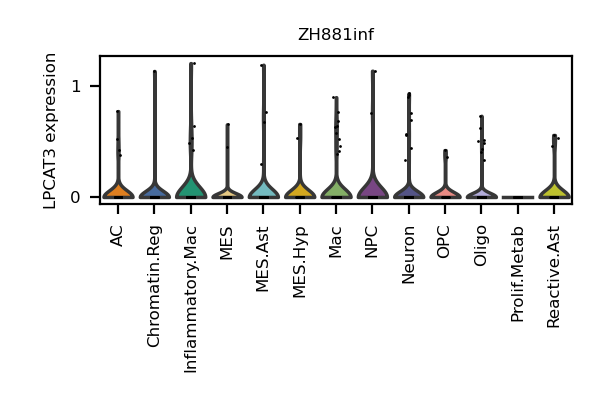 ZH881inf
LPCAT3 expression
1
0
AC
Chromatin.Reg
Inflammatory.Mac
MES
MES.Ast
MES.Hyp
Mac
NPC
Neuron
OPC
Oligo
Prolif.Metab
Reactive.Ast